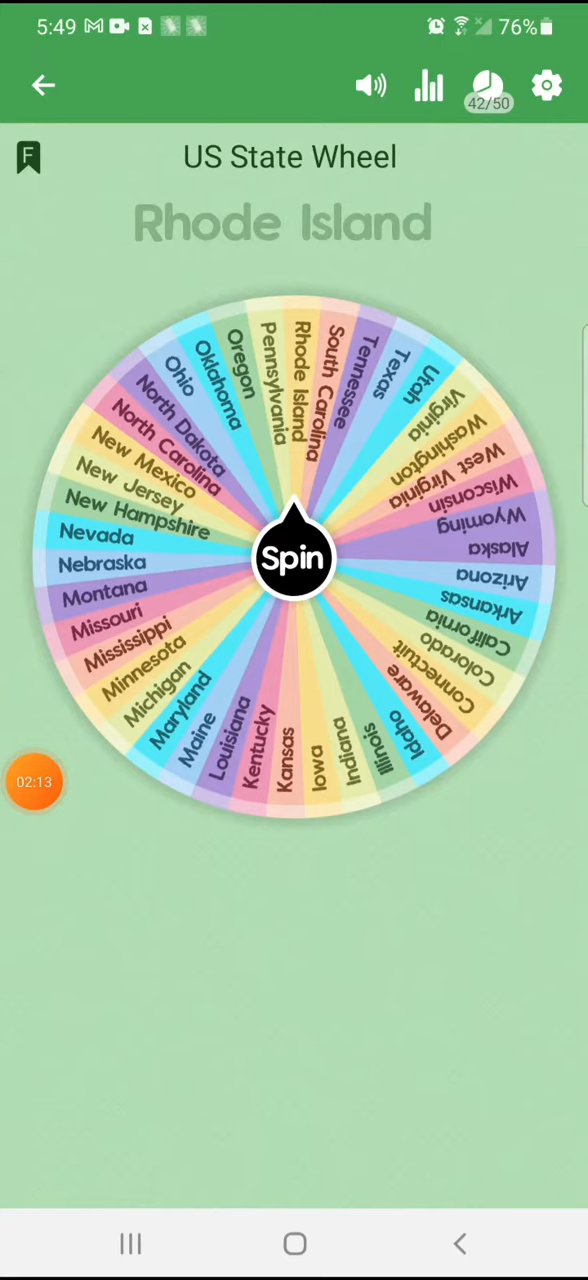 5:49
76%
42/50
F
US State Wheel
Rhode Island
Rhode Island
South Carolina
Tennessee
Texas
Utah
Virginia
Washington
West Virginia
Wisconsin
Wyoming
Alaska
Arizona
Arkansas
California
Colorado
Connectuit
Delaware
Idaho
Illinois
Indiana
Iowa
Kansas
Kentucky
Louisiana
Maine
Maryland
Michigan
Minnesota
Mississippi
Missouri
Montana
Nebraska
Nevada
New Hampshire
New Jersey
New Mexico
North Carolina
North Dakota
Ohio
Oklahoma
Oregon
Pennsylvania
Spin
02:13